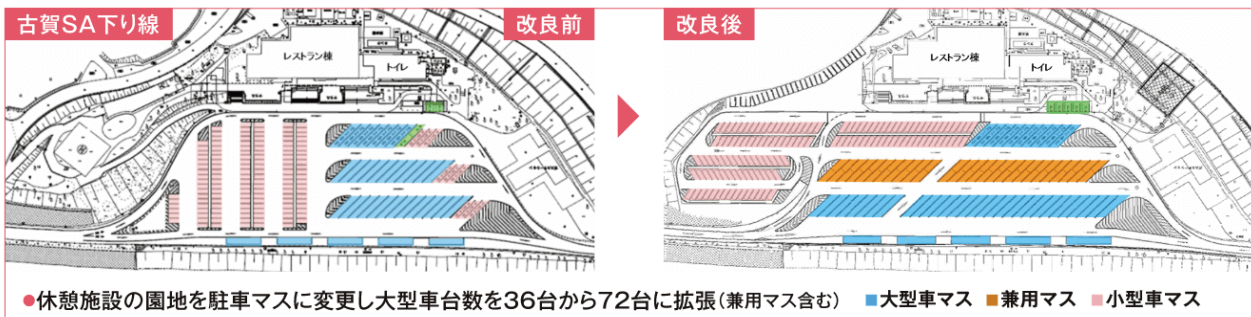 古賀SA下り線
改良前
レストラン棟
トイレ
改良後
レストラン棟
トイレ
●休憩施設の園地を駐車マスに変更し大型車台数を36台から72台に拡張（兼用マス含む）
大型車マス 兼用マス 小型車マス